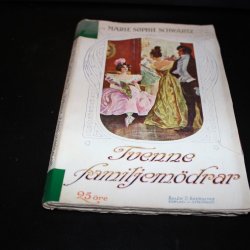 MARIE SOPHIE SCHWARTZ
Tvenne
familjemödrar
25 öre